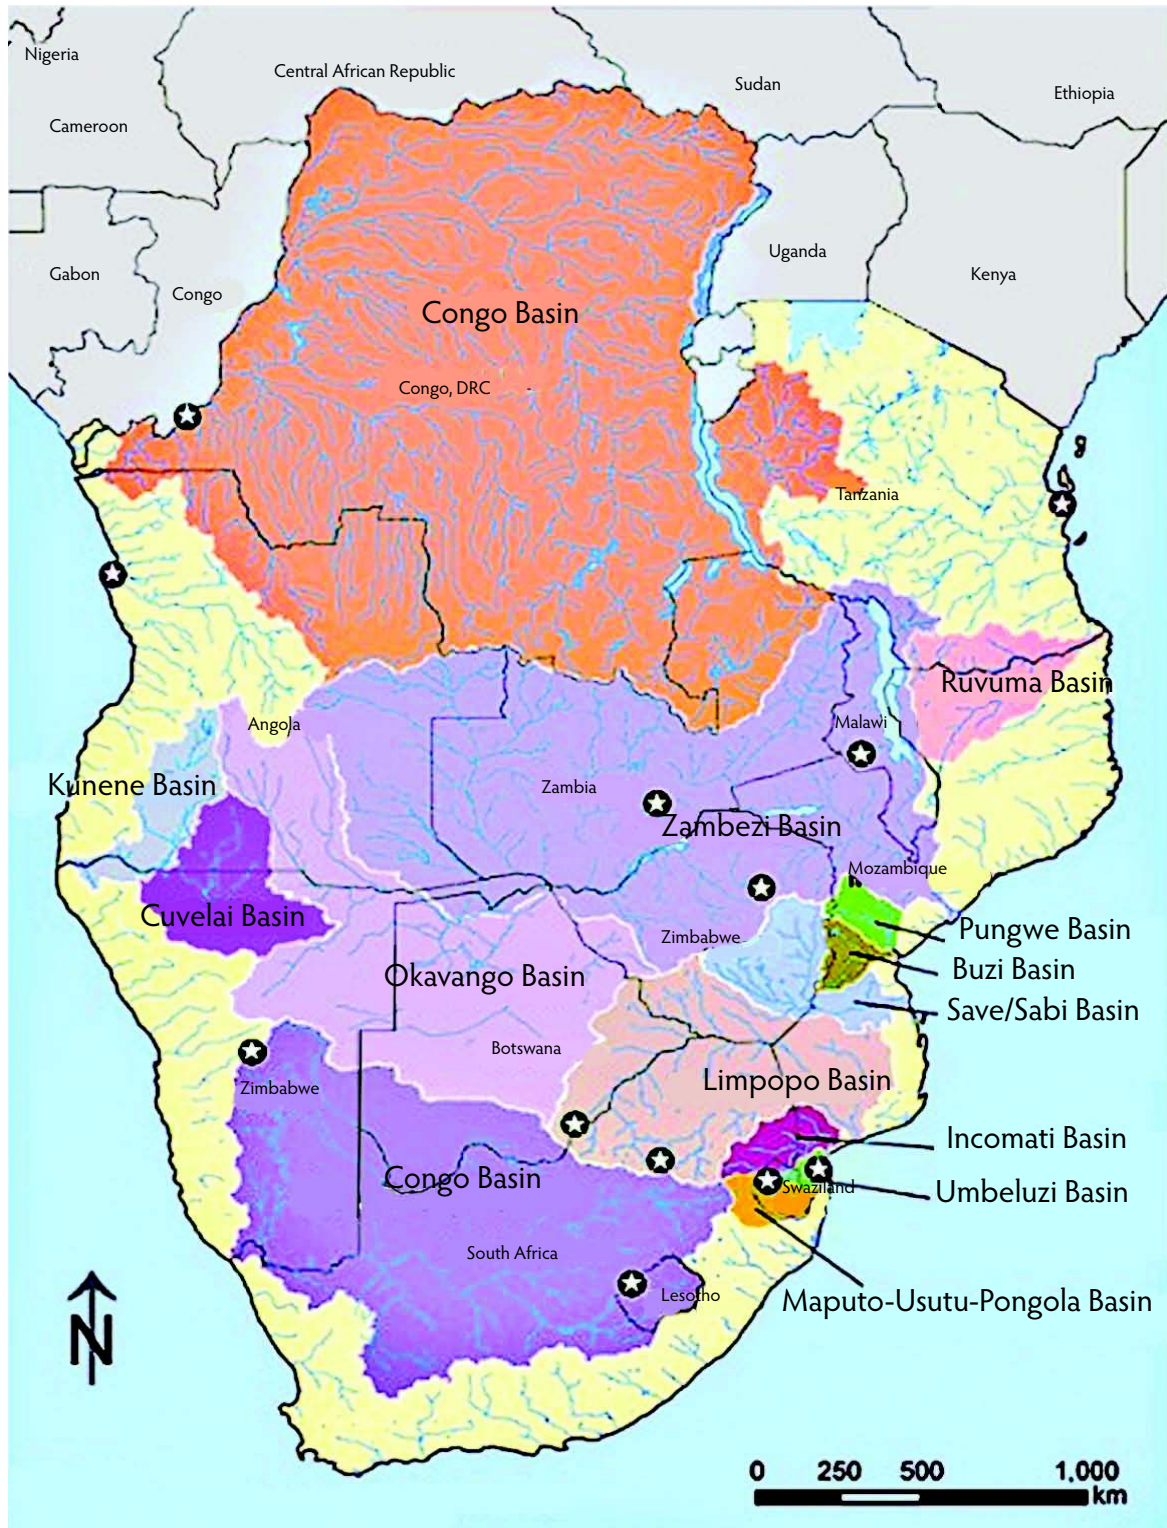 Nigeria
Central African Republic
Sudan
Ethiopia
Cameroon
Uganda
Kenya
Gabon
Congo
Congo Basin
Congo, DRC
Tanzania
Ruvuma Basin
Angola
Malawi
Kunene Basin
Zambia
Zambezi Basin
Mozambique
Cuvelai Basin
Zimbabwe
Pungwe Basin
Okavango Basin
Buzi Basin
Save/Sabi Basin
Botswana
Zimbabwe
Limpopo Basin
Incomati Basin
Congo Basin
Swaziland
Umbeluzi Basin
South Africa
Lesotho
Maputo-Usutu-Pongola Basin
N
0 250 500 1,000
km